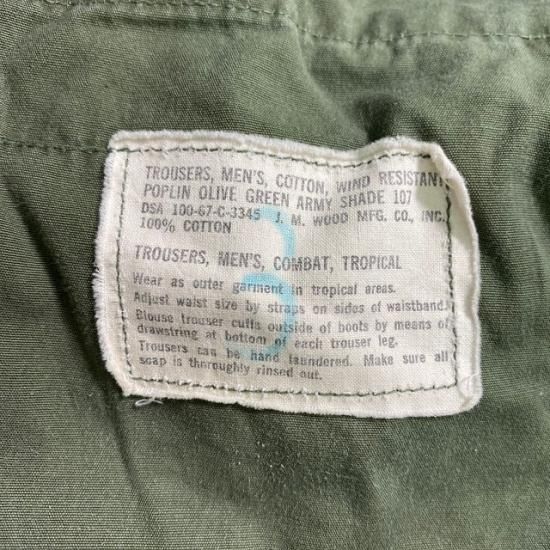 TROUSERS, MEN'S, COTTON, WIND RESISTANT
POPLIN OLIVE GREEN ARMY SHADE 107
DSA 100-67-C-3345 J. M. WOOD MFG. CO., INC.
100% COTTON
TROUSERS, MEN'S, COMBAT, TROPICAL
Wear as outer garment in tropical areas.
Adjust waist size by straps on sides of waistband.
Blouse trouser cuffs outside of boots by means of
drawstring at bottom of each trouser leg.
Trousers can be hand laundered. Make sure all
soap is thoroughly rinsed out.
3